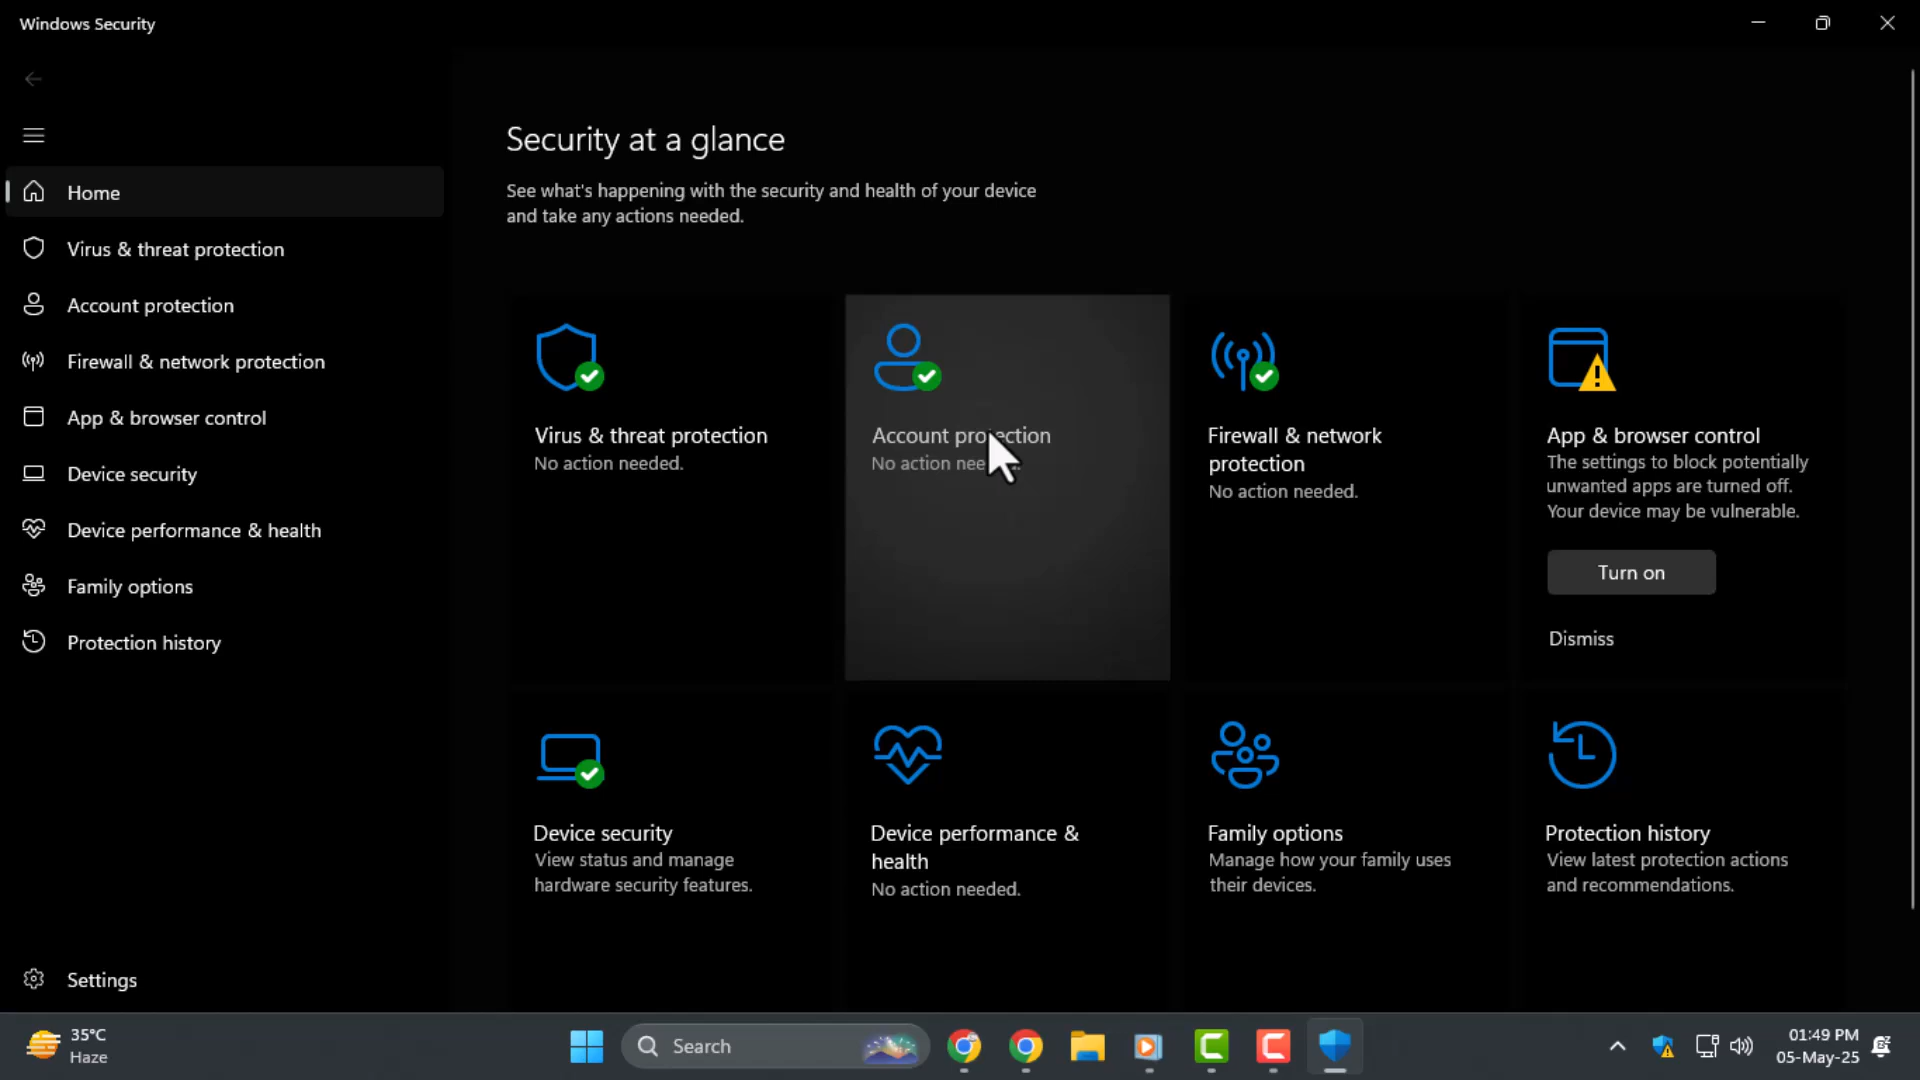 Windows Security
Home
Virus & threat protection
Account protection
Firewall & network protection
App & browser control
Device security
Device performance & health
Family options
Protection history
Settings
Security at a glance
See what's happening with the security and health of your device
and take any actions needed.
Virus & threat protection
No action needed.
Account protection
No action
Firewall & network
protection
No action needed.
App & browser control
The settings to block potentially
unwanted apps are turned off.
Your device may be vulnerable.
Turn on
Dismiss
Device security
View status and manage
hardware security features.
Device performance &
health
No action needed.
Family options
Manage how your family uses
their devices.
Protection history
View latest protection actions
and recommendations.
35°C
Haze
Search
01:49 PM
05-May-25